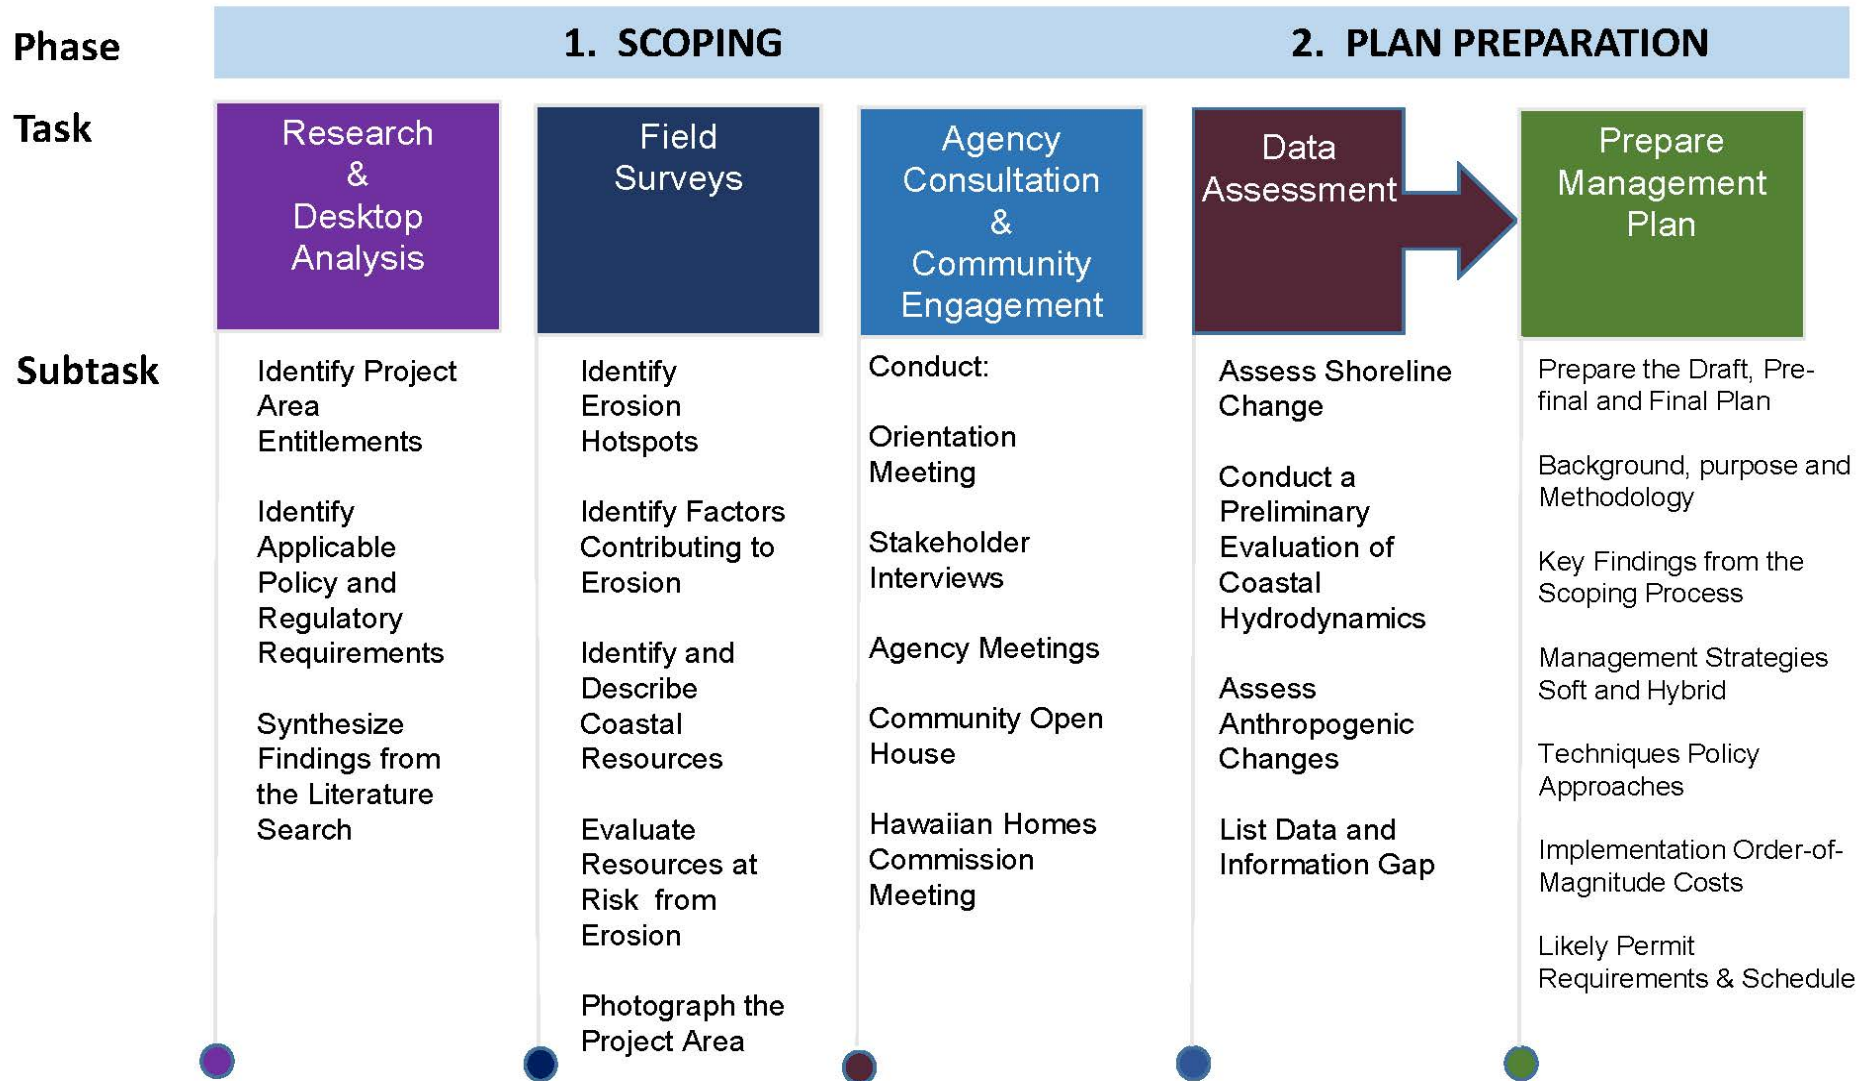 Phase
1. SCOPING
2. PLAN PREPARATION
Task
Research
&
Desktop
Analysis
Field
Surveys
Agency
Consultation
&
Community
Engagement
Data
Assessment
Prepare
Management
Plan
Subtask
Identify Project
Area
Entitlements
Identify
Applicable
Policy and
Regulatory
Requirements
Synthesize
Findings from
the Literature
Search
Identify
Erosion
Hotspots
Identify Factors
Contributing to
Erosion
Identify and
Describe
Coastal
Resources
Evaluate
Resources at
Risk from
Erosion
Photograph the
Project Area
Conduct:
Orientation
Meeting
Stakeholder
Interviews
Agency Meetings
Community Open
House
Hawaiian Homes
Commission
Meeting
Assess Shoreline
Change
Conduct a
Preliminary
Evaluation of
Coastal
Hydrodynamics
Assess
Anthropogenic
Changes
List Data and
Information Gap
Prepare the Draft, Pre-
final and Final Plan
Background, purpose and
Methodology
Key Findings from the
Scoping Process
Management Strategies
Soft and Hybrid
Techniques Policy
Approaches
Implementation Order-of-
Magnitude Costs
Likely Permit
Requirements & Schedule